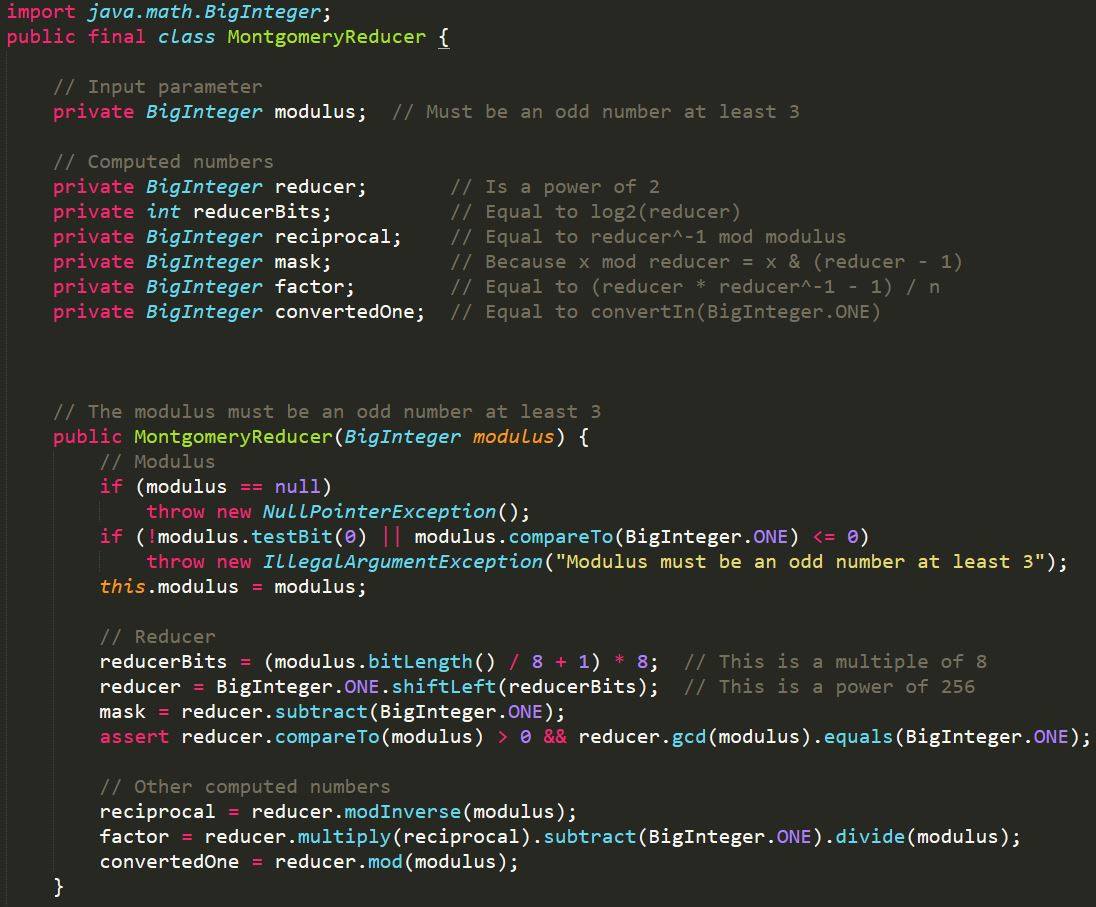 import java.math.BigInteger;
public final class MontgomeryReducer {
// Input parameter
private BigInteger modulus;  // Must be an odd number at least 3
// Computed numbers
private BigInteger reducer;       // Is a power of 2
private int reducerBits;          // Equal to log2(reducer)
private BigInteger reciprocal;    // Equal to reducer^-1 mod modulus
private BigInteger mask;          // Because x mod reducer = x & (reducer - 1)
private BigInteger factor;        // Equal to (reducer * reducer^-1 - 1) / n
private BigInteger convertedOne;  // Equal to convertIn(BigInteger.ONE)
// The modulus must be an odd number at least 3
public MontgomeryReducer(BigInteger modulus) {
// Modulus
if (modulus == null)
throw new NullPointerException();
if (!modulus.testBit(0) || modulus.compareTo(BigInteger.ONE) <= 0)
throw new IllegalArgumentException("Modulus must be an odd number at least 3");
this.modulus = modulus;
// Reducer
reducerBits = (modulus.bitLength() / 8 + 1) * 8;  // This is a multiple of 8
reducer = BigInteger.ONE.shiftLeft(reducerBits);  // This is a power of 256
mask = reducer.subtract(BigInteger.ONE);
assert reducer.compareTo(modulus) > 0 && reducer.gcd(modulus).equals(BigInteger.ONE);
// Other computed numbers
reciprocal = reducer.modInverse(modulus);
factor = reducer.multiply(reciprocal).subtract(BigInteger.ONE).divide(modulus);
convertedOne = reducer.mod(modulus);
}